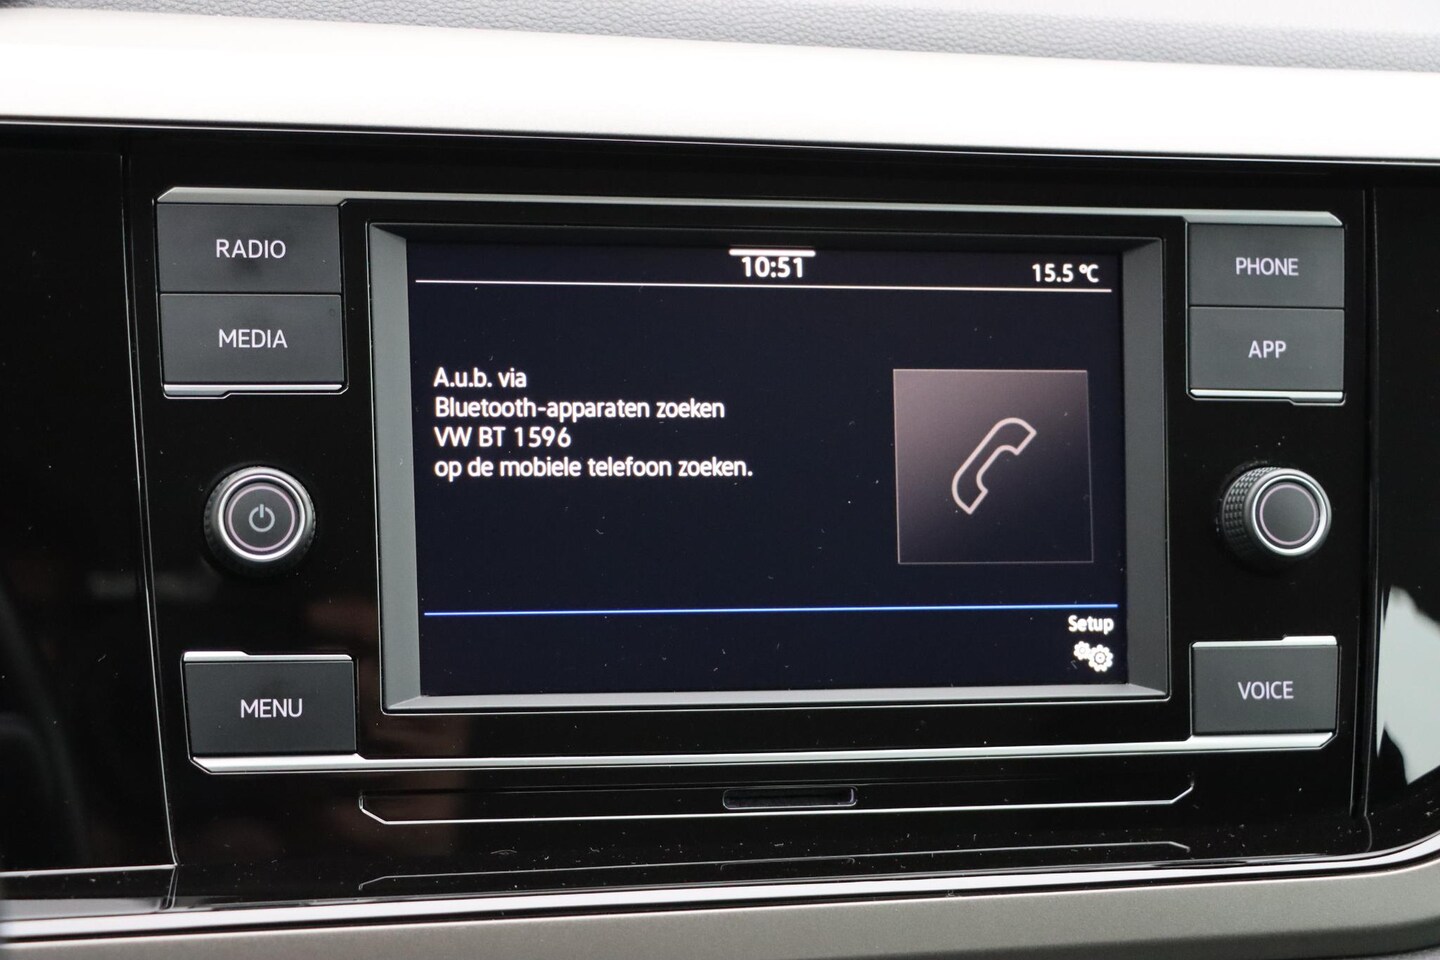 RADIO
MEDIA
MENU
10:51
15.5 °C
A.u.b. via
Bluetooth-apparaten zoeken
VW BT 1596
op de mobiele telefoon zoeken.
Setup
PHONE
APP
VOICE